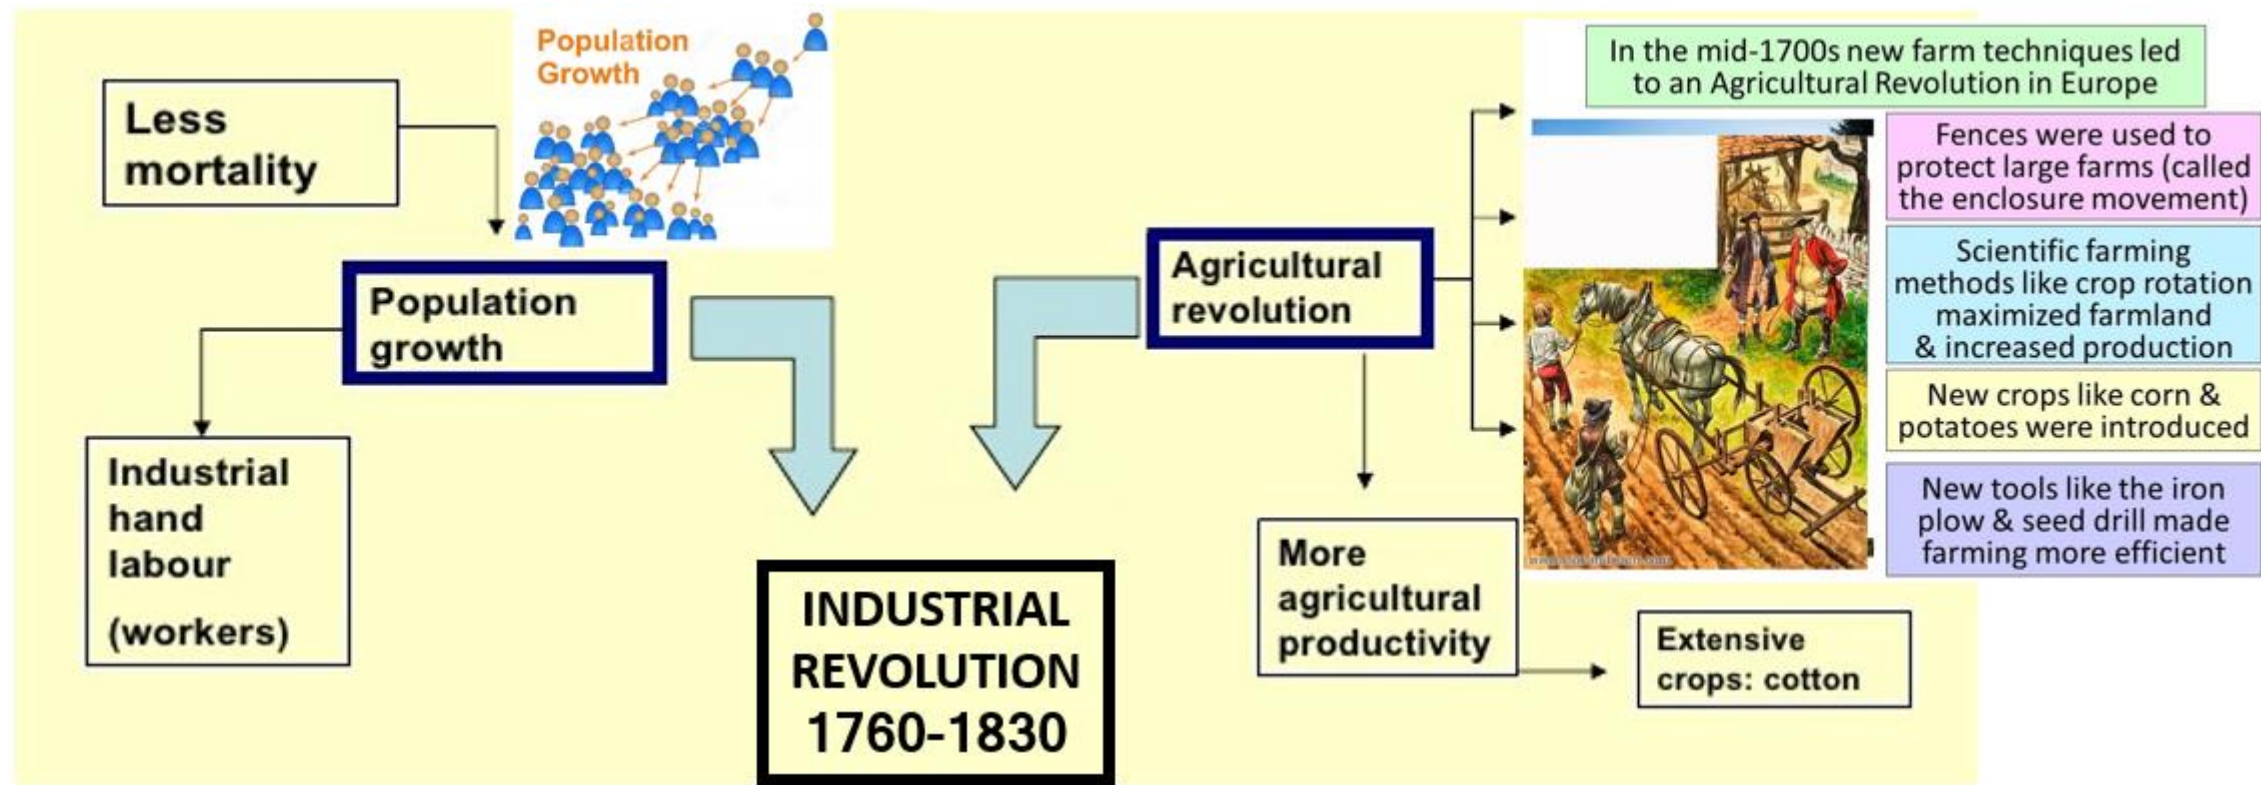 Population
Growth
Less
mortality
Population
growth
Industrial
hand
labour
(workers)
Agricultural
revolution
More
agricultural
productivity
Extensive
crops: cotton
INDUSTRIAL
REVOLUTION
1760-1830
In the mid-1700s new farm techniques led
to an Agricultural Revolution in Europe
Fences were used to
protect large farms (called
the enclosure movement)
Scientific farming
methods like crop rotation
maximized farmland
& increased production
New crops like corn &
potatoes were introduced
New tools like the iron
plow & seed drill made
farming more efficient